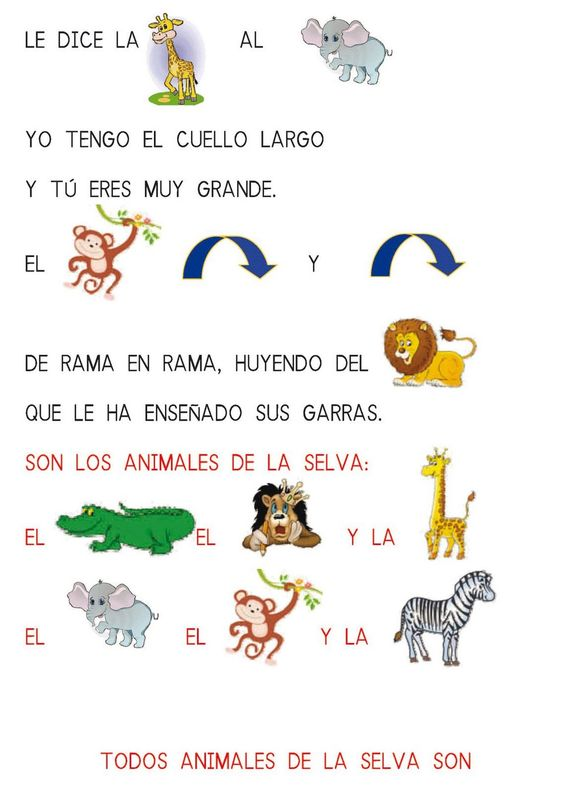 LE DICE LA AL
YO TENGO EL CUELLO LARGO
Y TÚ ERES MUY GRANDE.
EL Y
DE RAMA EN RAMA, HUYENDO DEL
QUE LE HA ENSEÑADO SUS GARRAS.
SON LOS ANIMALES DE LA SELVA:
EL EL Y LA
EL EL Y LA
TODOS ANIMALES DE LA SELVA SON